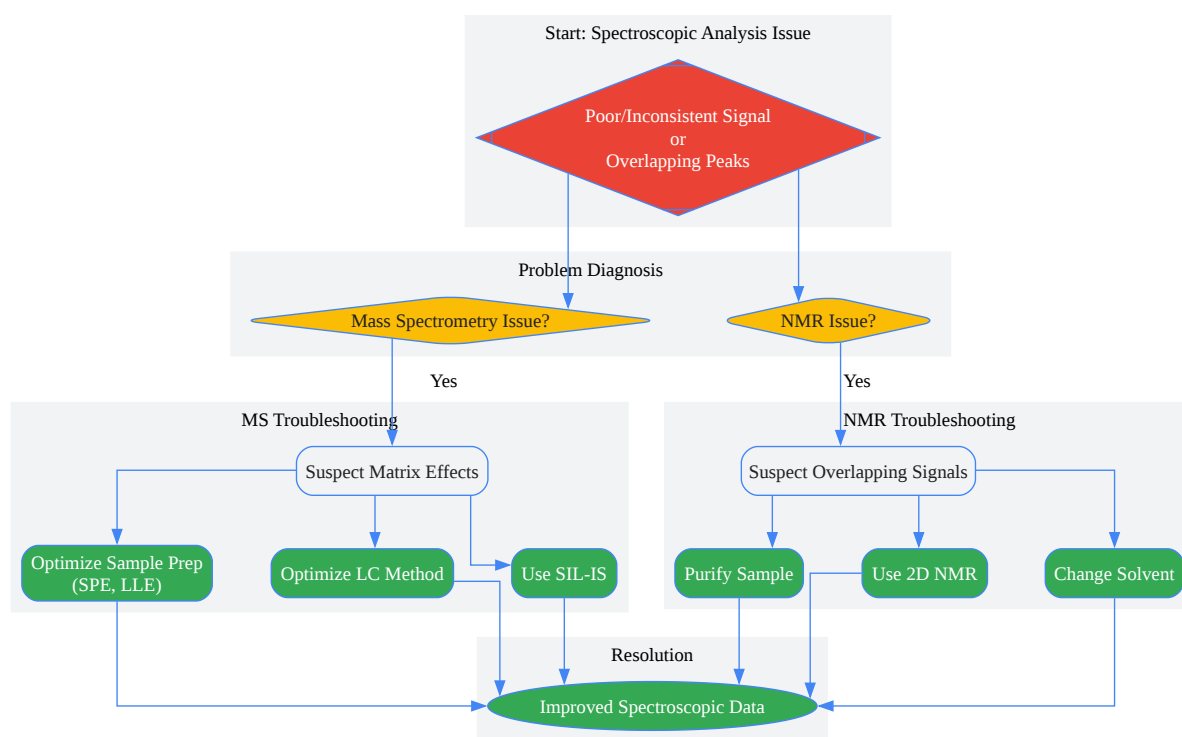 Start: Spectroscopic Analysis Issue
Poor/Inconsistent Signal
or
Overlapping Peaks
Problem Diagnosis
Mass Spectrometry Issue?
NMR Issue?
Yes
Yes
MS Troubleshooting
NMR Troubleshooting
Suspect Matrix Effects
Suspect Overlapping Signals
Optimize Sample Prep
(SPE, LLE)
Optimize LC Method
Use SIL-IS
Purify Sample
Use 2D NMR
Change Solvent
Resolution
Improved Spectroscopic Data